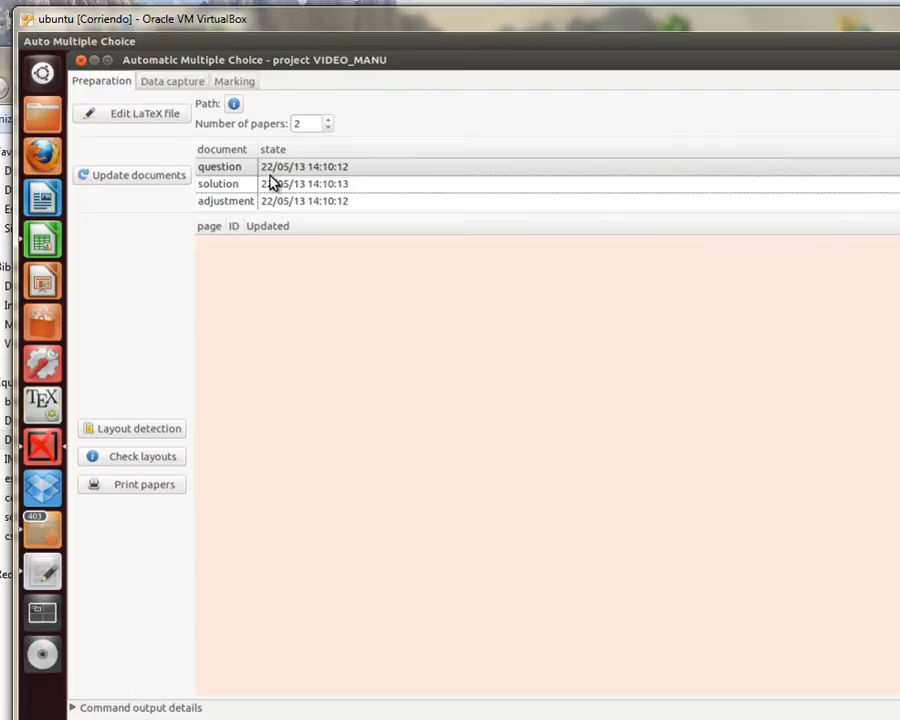 ubuntu [Corriendo] - Oracle VM VirtualBox
Auto Multiple Choice
Automatic Multiple Choice - project VIDEO_MANU
Preparation Data capture Marking
Edit LaTeX file
Path:
Number of papers: 2
document state
question 22/05/13 14:10:12
Update documents
solution 22/05/13 14:10:13
adjustment 22/05/13 14:10:12
page ID Updated
TEX
Layout detection
Check layouts
Print papers
403
Command output details